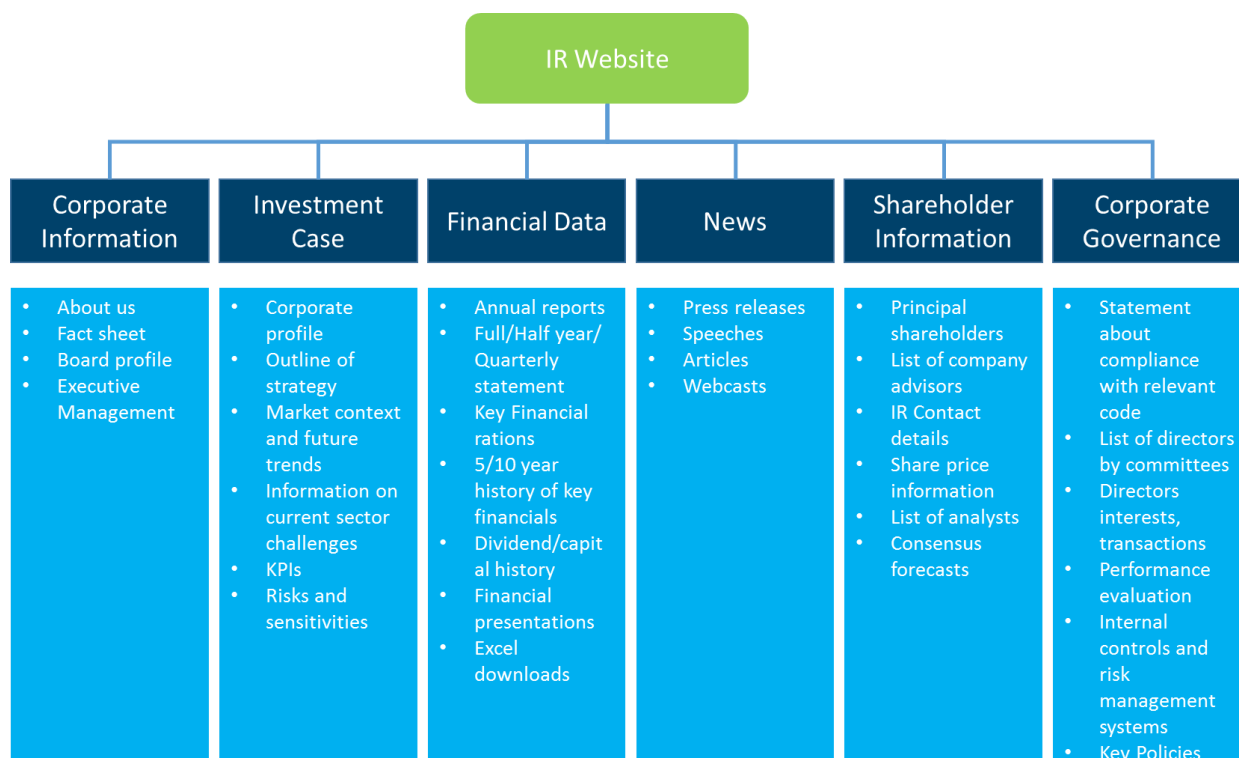 IR Website
Corporate
Information
Investment
Case
Financial Data
News
Shareholder
Information
Corporate
Governance
• About us
• Fact sheet
• Board profile
• Executive
Management
• Corporate
profile
• Outline of
strategy
• Market context
and future
trends
• Information on
current sector
challenges
• KPIs
• Risks and
sensitivities
• Annual reports
• Full/Half year/
Quarterly
statement
• Key Financial
rations
• 5/10 year
history of key
financials
• Dividend/capit
al history
• Financial
presentations
• Excel
downloads
• Press releases
• Speeches
• Articles
• Webcasts
• Principal
shareholders
• List of company
advisors
• IR Contact
details
• Share price
information
• List of analysts
• Consensus
forecasts
• Statement
about
compliance
with relevant
code
• List of directors
by committees
• Directors
interests,
transactions
• Performance
evaluation
• Internal
controls and
risk
management
systems
• Key Policies